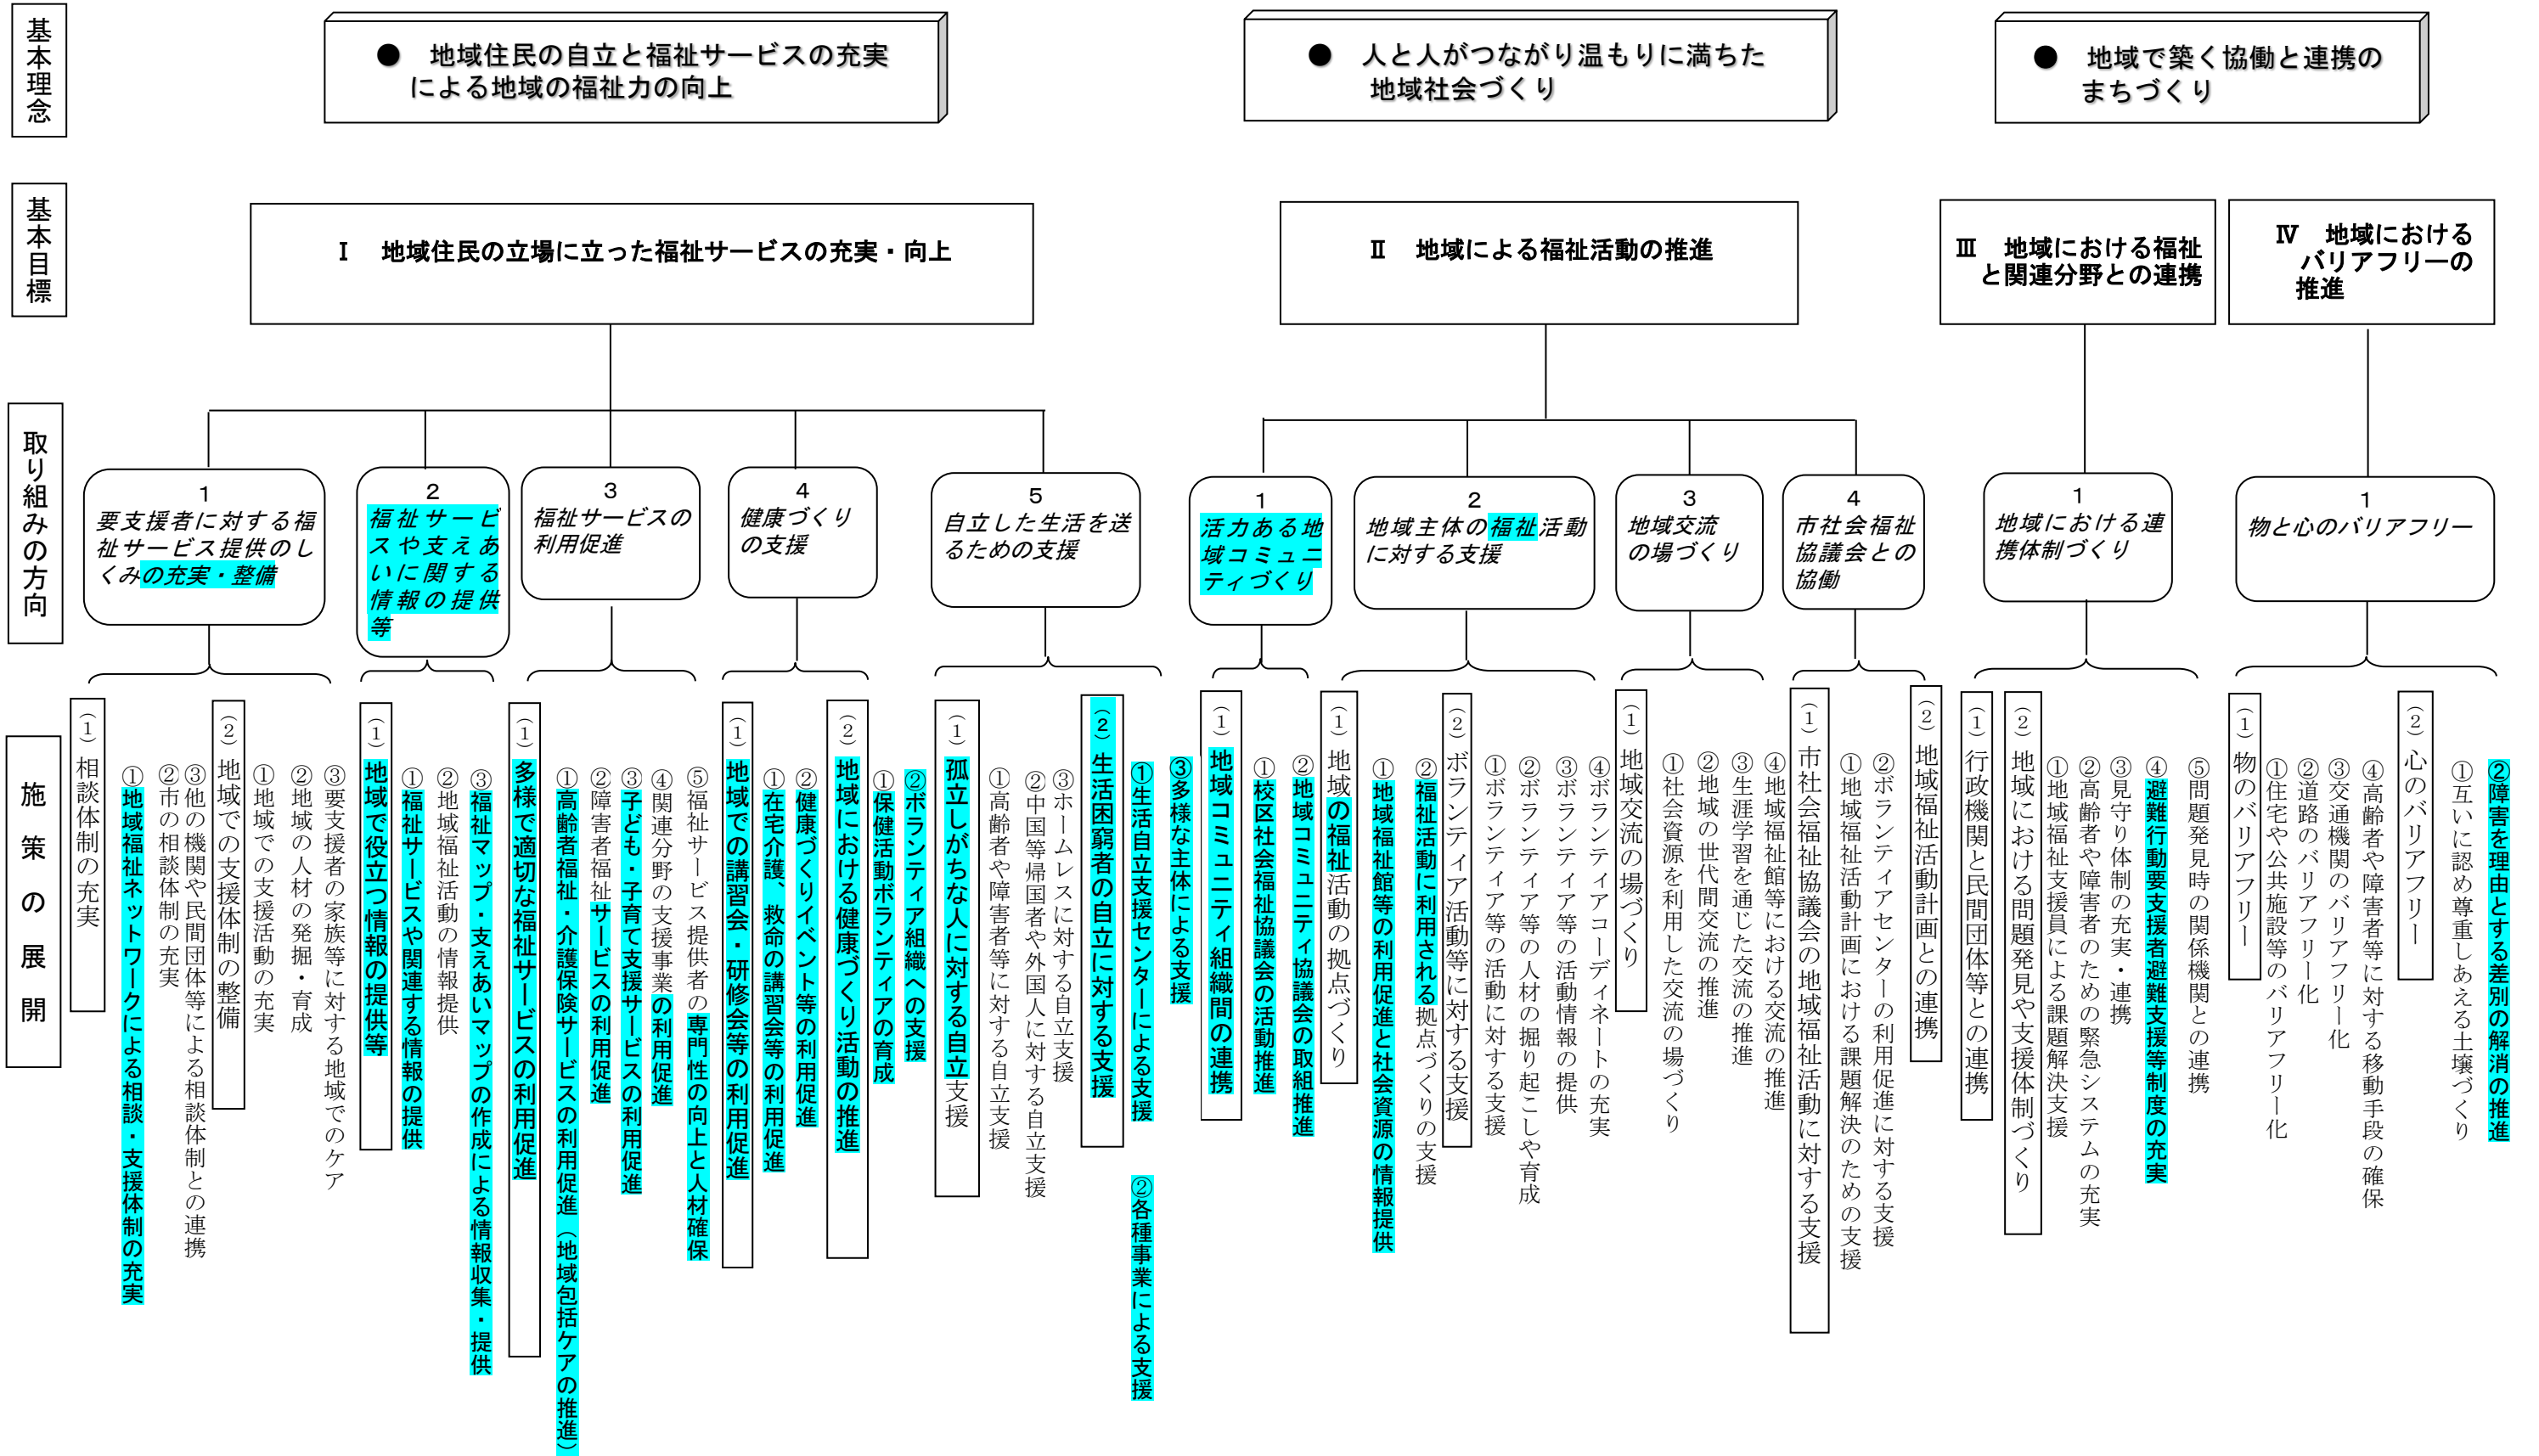 基本理念
● 地域住民の自立と福祉サービスの充実
による地域の福祉力の向上
● 人と人がつながり温もりに満ちた
地域社会づくり
● 地域で築く協働と連携の
まちづくり
基本目標
Ⅰ 地域住民の立場に立った福祉サービスの充実・向上
Ⅱ 地域による福祉活動の推進
Ⅲ 地域における福祉
と関連分野との連携
Ⅳ 地域における
バリアフリーの
推進
取り組みの方向
1
要支援者に対する福
祉サービス提供のし
くみの充実・整備
2
福祉サービ
スや支えあ
いに関する
情報の提供
等
3
福祉サービスの
利用促進
4
健康づくり
の支援
5
自立した生活を送
るための支援
1
活力ある地
域コミュニ
ティづくり
2
地域主体の福祉活動
に対する支援
3
地域交流
の場づくり
4
市社会福祉
協議会との
協働
1
地域における連
携体制づくり
1
物と心のバリアフリー
施策の展開
(1)相談体制の充実
①地域福祉ネットワークによる相談・支援体制の充実
②市の相談体制の充実
③他の機関や民間団体等による相談体制との連携
(2)地域での支援体制の整備
①地域での支援活動の充実
②地域の人材の発掘・育成
③要支援者の家族等に対する地域でのケア
(1)地域で役立つ情報の提供等
①福祉サービスや関連する情報の提供
②地域福祉活動の情報提供
③福祉マップ・支えあいマップの作成による情報収集・提供
(1)多様で適切な福祉サービスの利用促進
①高齢者福祉・介護保険サービスの利用促進(地域包括ケアの推進)
②障害者福祉サービスの利用促進
③子ども・子育て支援サービスの利用促進
④関連分野の支援事業の利用促進
⑤福祉サービス提供者の専門性の向上と人材確保
(1)地域での講習会・研修会等の利用促進
①在宅介護、救命の講習会等の利用促進
②健康づくりイベント等の利用促進
(2)地域における健康づくり活動の推進
①保健活動ボランティアの育成
②ボランティア組織への支援
(1)孤立しがちな人に対する自立支援
①高齢者や障害者等に対する自立支援
②中国等帰国者や外国人に対する自立支援
③ホームレスに対する自立支援
(2)生活困窮者の自立に対する支援
①生活自立支援センターによる支援
②各種事業による支援
③多様な主体による支援
(1)地域コミュニティ組織間の連携
①校区社会福祉協議会の活動推進
②地域コミュニティ協議会の取組推進
(1)地域の福祉活動の拠点づくり
①地域福祉館等の利用促進と社会資源の情報提供
②福祉活動に利用される拠点づくりの支援
(2)ボランティア活動等に対する支援
①ボランティア等の活動に対する支援
②ボランティア等の人材の掘り起こしや育成
③ボランティア等の活動情報の提供
④ボランティアコーディネートの充実
(1)地域交流の場づくり
①社会資源を利用した交流の場づくり
②地域の世代間交流の推進
③生涯学習を通じた交流の推進
④地域福祉館等における交流の推進
(1)市社会福祉協議会の地域福祉活動に対する支援
①地域福祉活動計画における課題解決のための支援
②ボランティアセンターの利用促進に対する支援
(2)地域福祉活動計画との連携
(1)行政機関と民間団体等との連携
(2)地域における問題発見や支援体制づくり
①地域福祉支援員による課題解決支援
②高齢者や障害者のための緊急システムの充実
③見守り体制の充実・連携
④避難行動要支援者避難支援等制度の充実
⑤問題発見時の関係機関との連携
(1)物のバリアフリー
①住宅や公共施設等のバリアフリー化
②道路のバリアフリー化
③交通機関のバリアフリー化
④高齢者や障害者等に対する移動手段の確保
(2)心のバリアフリー
①互いに認め尊重しあえる土壌づくり
②障害を理由とする差別の解消の推進